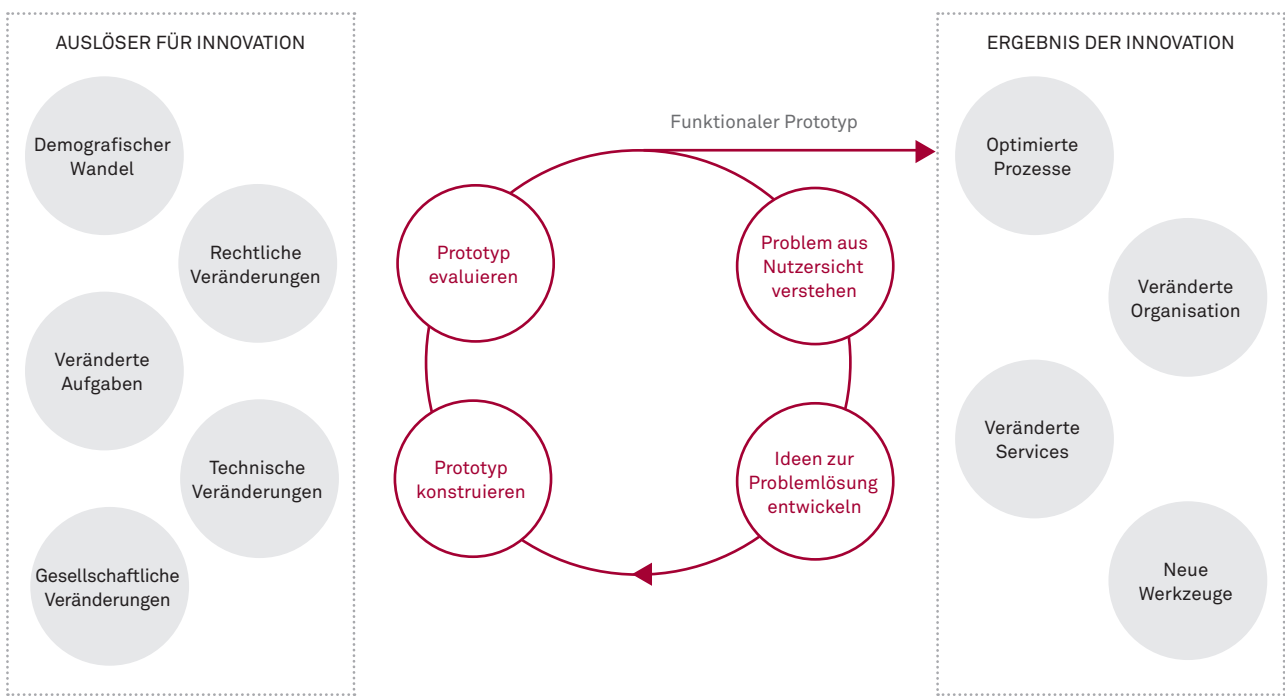 AUSLÖSER FÜR INNOVATION
Demografischer
Wandel
Rechtliche
Veränderungen
Veränderte
Aufgaben
Technische
Veränderungen
Gesellschaftliche
Veränderungen
Funktionaler Prototyp
Prototyp
evaluieren
Problem aus
Nutzersicht
verstehen
Prototyp
konstruieren
Ideen zur
Problemlösung
entwickeln
ERGEBNIS DER INNOVATION
Optimierte
Prozesse
Veränderte
Organisation
Veränderte
Services
Neue
Werkzeuge